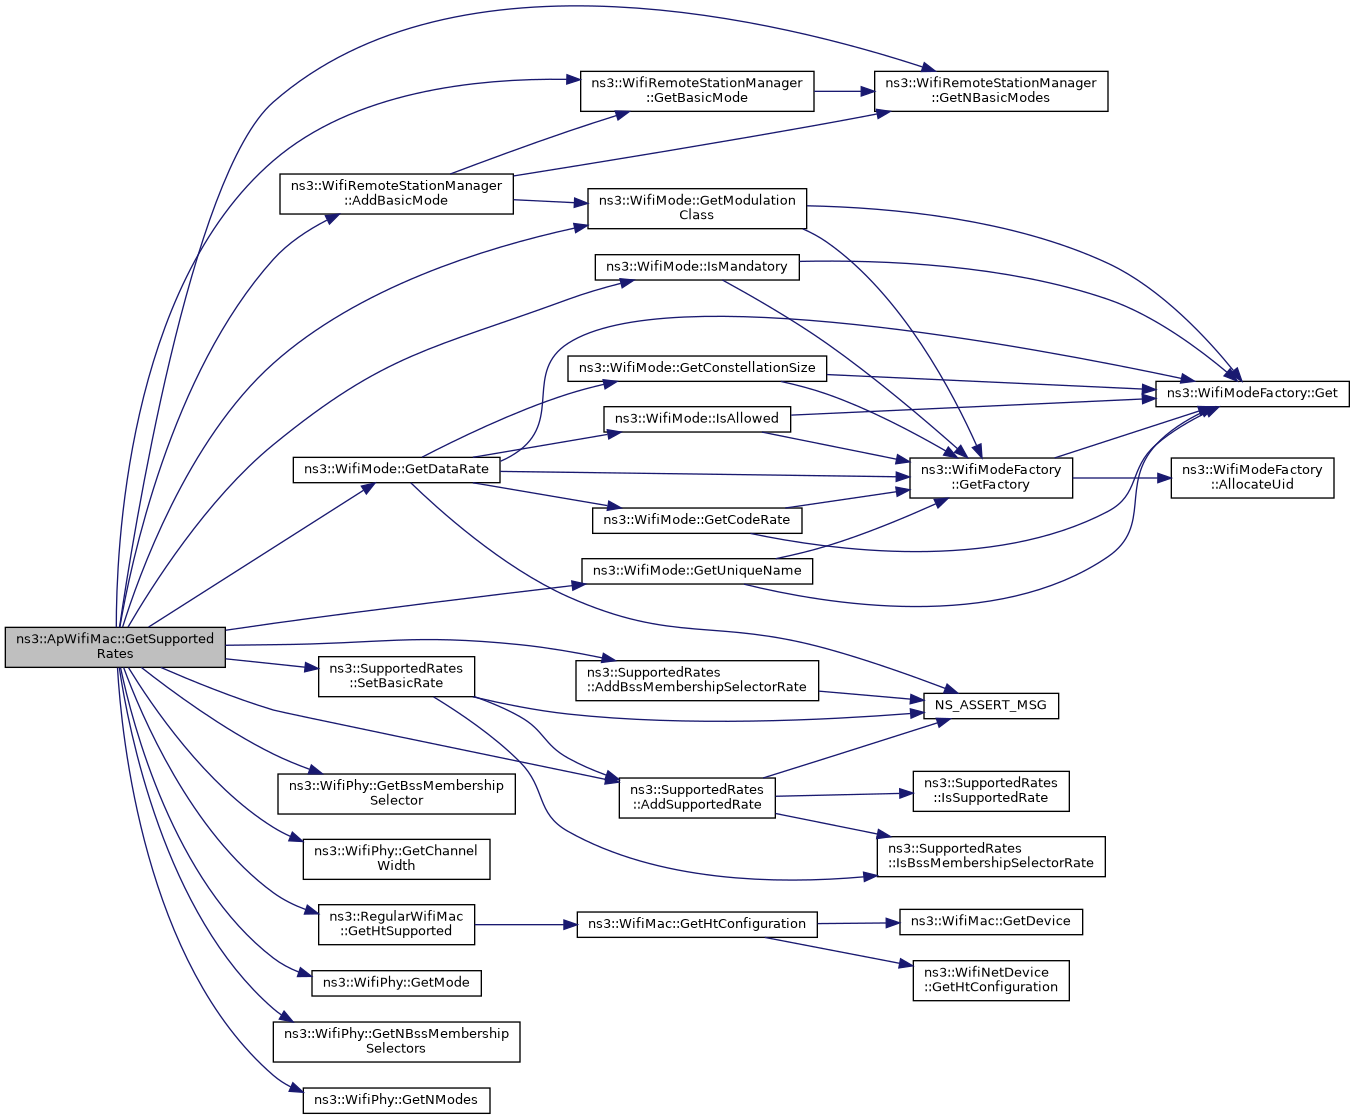 ns3::WifiRemoteStationManager
::GetBasicMode
ns3::WifiRemoteStationManager
::GetNBasicModes
ns3::WifiRemoteStationManager
::AddBasicMode
ns3::WifiMode::GetModulation
Class
ns3::WifiMode::IsMandatory
ns3::WifiMode::GetConstellationSize
ns3::WifiModeFactory::Get
ns3::WifiMode::IsAllowed
ns3::WifiMode::GetDataRate
ns3::WifiModeFactory
::GetFactory
ns3::WifiModeFactory
::AllocateUid
ns3::WifiMode::GetCodeRate
ns3::WifiMode::GetUniqueName
ns3::ApWifiMac::GetSupported
Rates
ns3::SupportedRates
::SetBasicRate
ns3::SupportedRates
::AddBssMembershipSelectorRate
NS_ASSERT_MSG
ns3::WifiPhy::GetBssMembership
Selector
ns3::SupportedRates
::AddSupportedRate
ns3::SupportedRates
::IsSupportedRate
ns3::WifiPhy::GetChannel
Width
ns3::SupportedRates
::IsBssMembershipSelectorRate
ns3::RegularWifiMac
::GetHtSupported
ns3::WifiMac::GetHtConfiguration
ns3::WifiMac::GetDevice
ns3::WifiPhy::GetMode
ns3::WifiNetDevice
::GetHtConfiguration
ns3::WifiPhy::GetNBssMembership
Selectors
ns3::WifiPhy::GetNModes